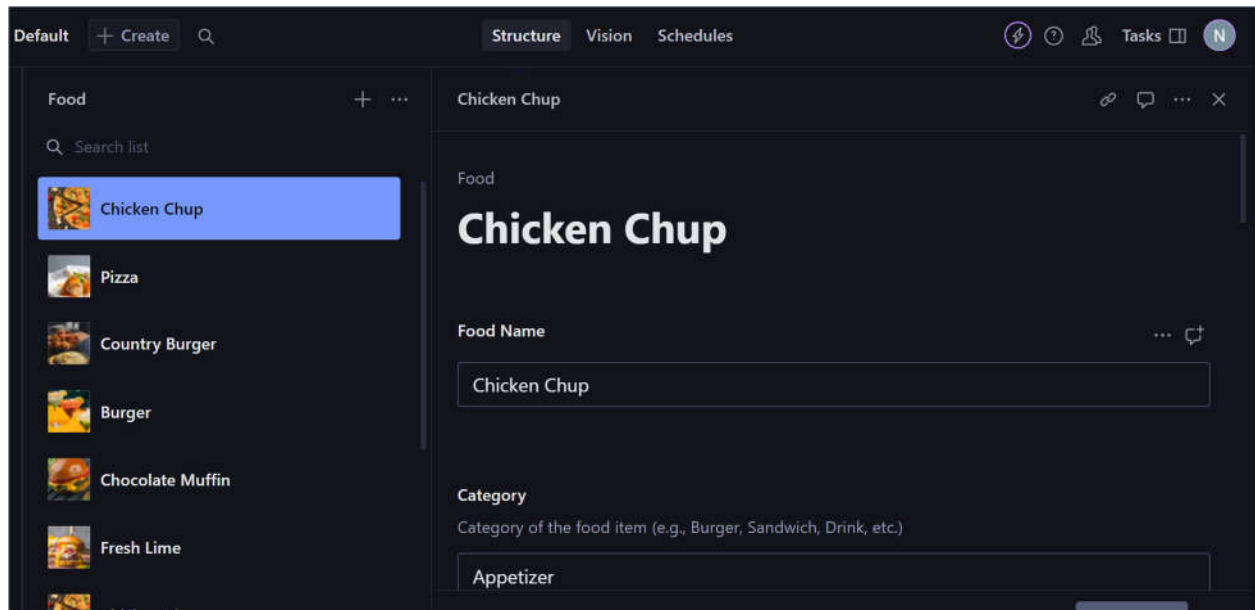 Default + Create Structure Vision Schedules Tasks N
Food
Search list
Chicken Chup
Pizza
Country Burger
Burger
Chocolate Muffin
Fresh Lime
Chicken Chup
Food
Chicken Chup
Food Name
Chicken Chup
Category
Category of the food item (e.g., Burger, Sandwich, Drink, etc.)
Appetizer